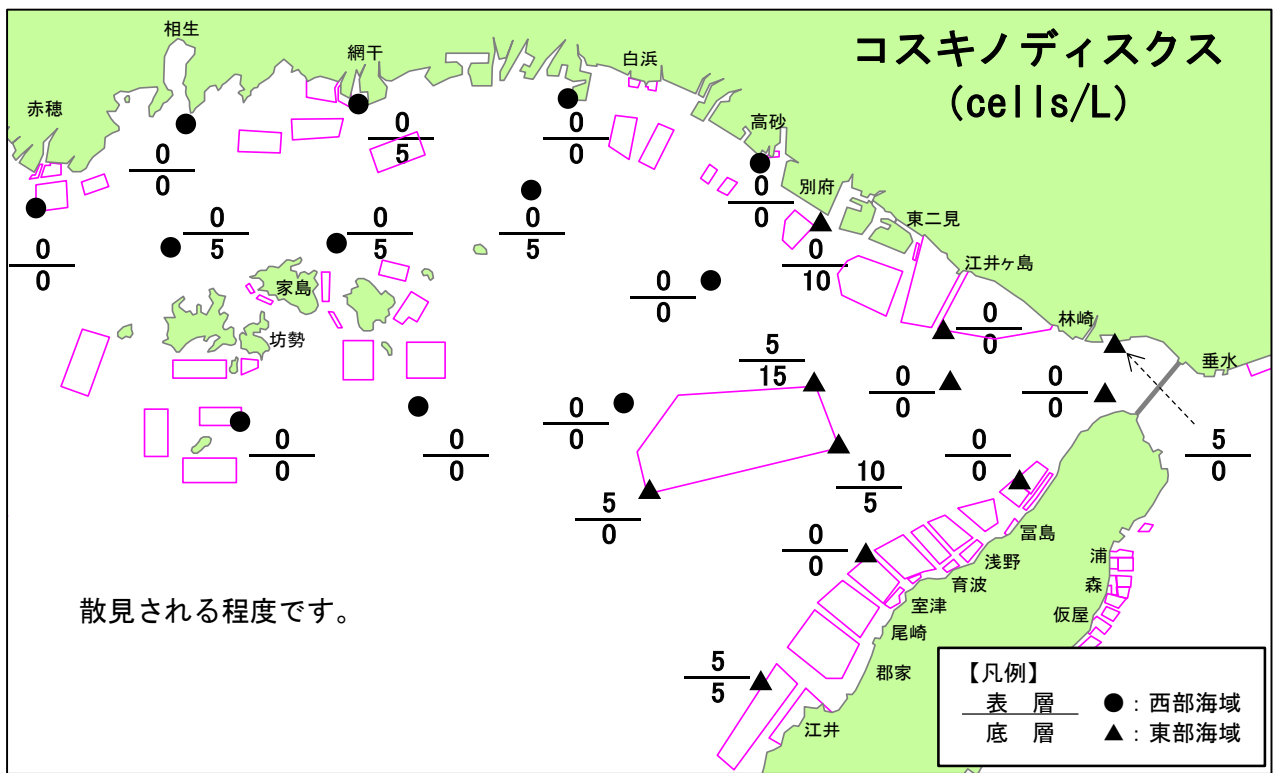 コスキノディスクス
(cells/L)
相生
網干
白浜
赤穂
高砂
別府
東二見
江井ヶ島
林崎
垂水
家島
坊勢
0
0
0
5
0
0
0
0
0
0
0
5
0
5
0
5
0
10
0
0
0
0
5
15
0
0
0
0
0
0
0
0
0
0
0
0
10
5
0
0
5
0
5
0
0
0
5
5
冨島
浅野
育波
室津
尾崎
郡家
江井
浦
森
仮屋
散見される程度です。
【凡例】
表 層
底 層
●：西部海域
▲：東部海域